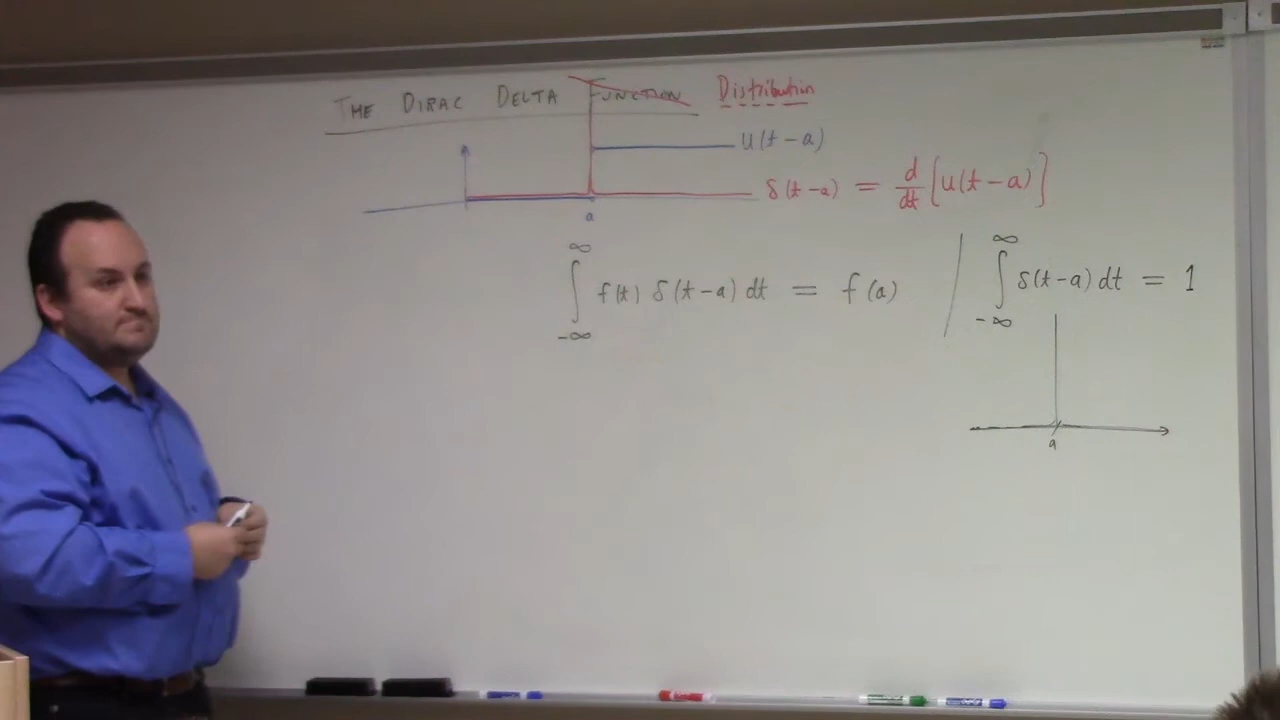 THE DIRAC DELTA FUNCTION Distribution
u(t-a)
δ(t-a) = d/dt [u(t-a)]
a
∫_{-∞}^{∞} f(t) δ(t-a) dt = f(a)
∫_{-∞}^{∞} δ(t-a) dt = 1
a